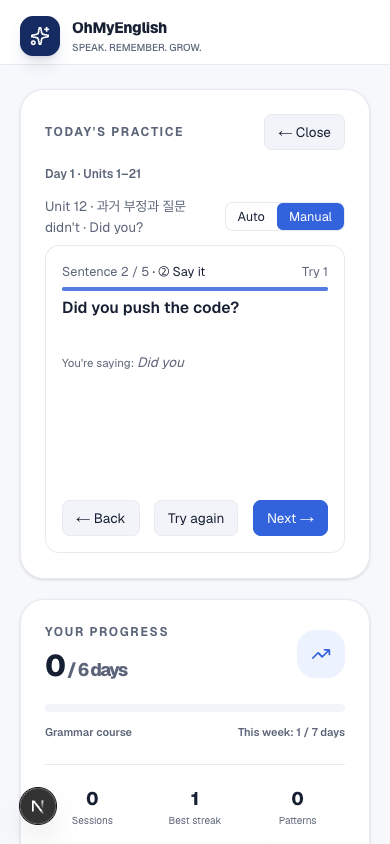 OhMyEnglish
SPEAK. REMEMBER. GROW.
TODAY'S PRACTICE
← Close
Day 1 · Units 1–21
Unit 12 · 과거 부정과 질문
didn't · Did you?
Auto
Manual
Sentence 2 / 5 · ② Say it
Try 1
Did you push the code?
You're saying: Did you
← Back
Try again
Next →
YOUR PROGRESS
0 / 6 days
Grammar course
This week: 1 / 7 days
0
1
0
Sessions
Best streak
Patterns
N